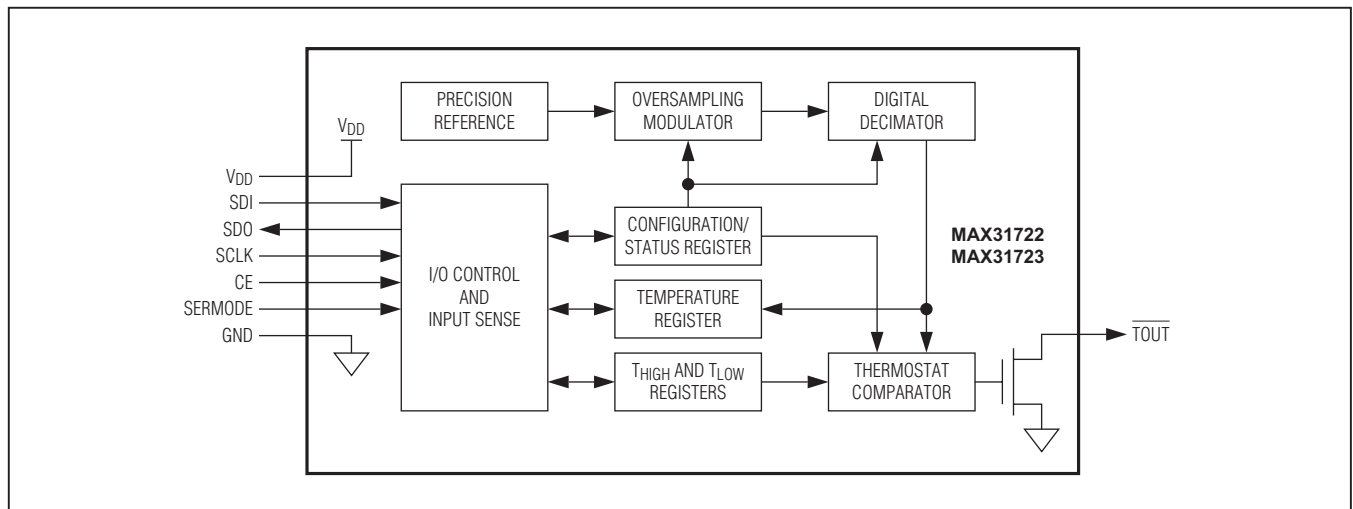 PRECISION
REFERENCE
OVERSAMPLING
MODULATOR
DIGITAL
DECIMATOR
VDD
VDD
SDI
SDO
SCLK
CE
SERMODE
GND
I/O CONTROL
AND
INPUT SENSE
CONFIGURATION/
STATUS REGISTER
TEMPERATURE
REGISTER
THIGH AND TLOW
REGISTERS
THERMOSTAT
COMPARATOR
MAX31722
MAX31723
TOUT